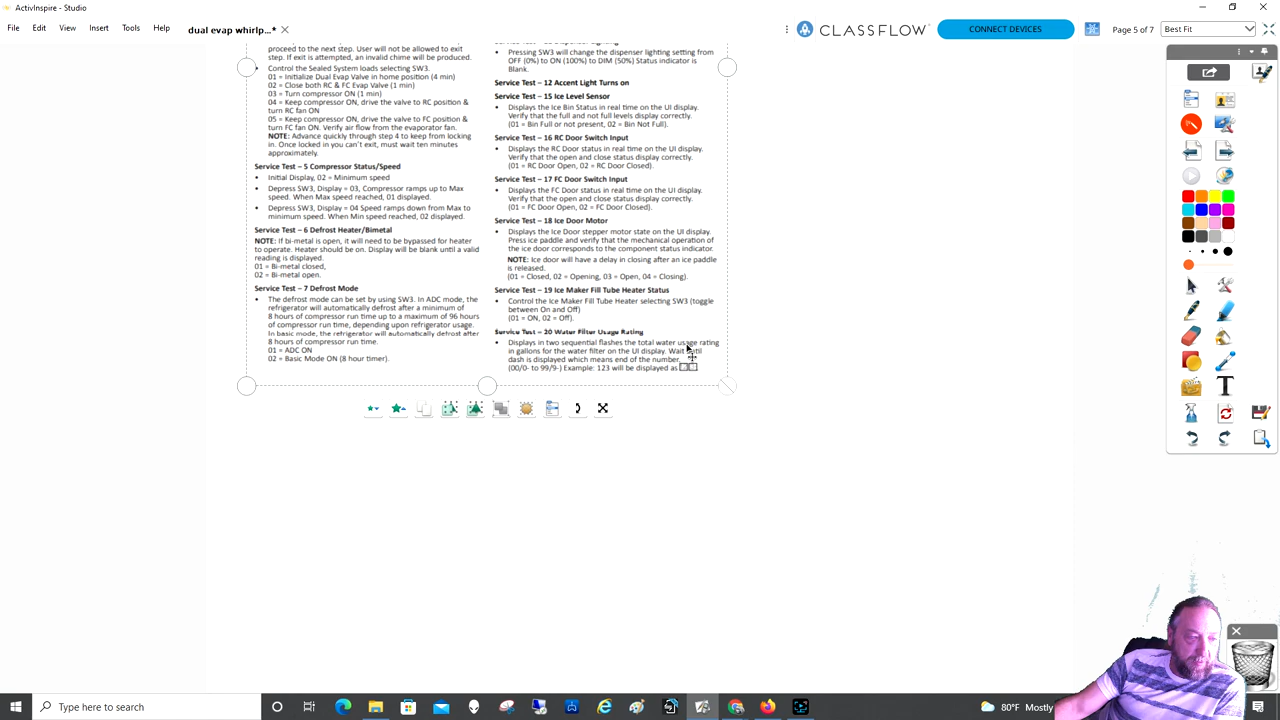 ActivInspire - Studio
File
Edit
View
Insert
Tools
Help
dual evap whirlp...*
CLASSFLOW
CONNECT DEVICES
Page 5 of 7
Best Fit
proceed to the next step. User will not be allowed to exit
step. If exit is attempted, an invalid chime will be produced.
• Control the Sealed System loads selecting SW3.
01 = Initialize Dual Evap Valve in home position (4 min)
02 = Close both RC & FC Evap Valve (1 min)
03 = Turn compressor ON (1 min)
04 = Keep compressor ON, drive the valve to RC position &
turn RC fan ON
05 = Keep compressor ON, drive the valve to FC position &
turn FC fan ON. Verify air flow from the evaporator fan.
NOTE: Advance quickly through step 4 to keep from locking
in. Once locked in you can't exit, must wait ten minutes
approximately.
Service Test – 5 Compressor Status/Speed
• Initial Display, 02 = Minimum speed
• Depress SW3, Display = 03, Compressor ramps up to Max
speed. When Max speed reached, 01 displayed.
• Depress SW3, Display = 04 Speed ramps down from Max to
minimum speed. When Min speed reached, 02 displayed.
Service Test – 6 Defrost Heater/Bimetal
NOTE: If bi-metal is open, it will need to be bypassed for heater
to operate. Heater should be on. Display will be blank until a valid
reading is displayed.
01 = Bi-metal closed,
02 = Bi-metal open.
Service Test – 7 Defrost Mode
• The defrost mode can be set by using SW3. In ADC mode, the
refrigerator will automatically defrost after a minimum of
8 hours of compressor run time up to a maximum of 96 hours
of compressor run time, depending upon refrigerator usage.
In basic mode, the refrigerator will automatically defrost after
8 hours of compressor run time.
01 = ADC ON
02 = Basic Mode ON (8 hour timer).
• Pressing SW3 will change the dispenser lighting setting from
OFF (0%) to ON (100%) to DIM (50%) Status indicator is
Blank.
Service Test – 12 Accent Light Turns on
Service Test – 15 Ice Level Sensor
• Displays the Ice Bin Status in real time on the UI display.
Verify that the full and not full levels display correctly.
(01 = Bin Full or not present, 02 = Bin Not Full).
Service Test – 16 RC Door Switch Input
• Displays the RC Door status in real time on the UI display.
Verify that the open and close status display correctly.
(01 = RC Door Open, 02 = RC Door Closed).
Service Test – 17 FC Door Switch Input
• Displays the FC Door status in real time on the UI display.
Verify that the open and close status display correctly.
(01 = FC Door Open, 02 = FC Door Closed).
Service Test – 18 Ice Door Motor
• Displays the Ice Door stepper motor state on the UI display.
Press ice paddle and verify that the mechanical operation of
the ice door corresponds to the component status indicator.
NOTE: Ice door will have a delay in closing after an ice paddle
is released.
(01 = Closed, 02 = Opening, 03 = Open, 04 = Closing).
Service Test – 19 Ice Maker Fill Tube Heater Status
• Control the Ice Maker Fill Tube Heater selecting SW3 (toggle
between On and Off)
(01 = ON, 02 = Off).
Service Test – 20 Water Filter Usage Rating
• Displays in two sequential flashes the total water usage rating
in gallons for the water filter on the UI display. Wait until
dash is displayed which means end of the number.
(00/0- to 99/9-) Example: 123 will be displayed as
Type here to search
80°F Mostly